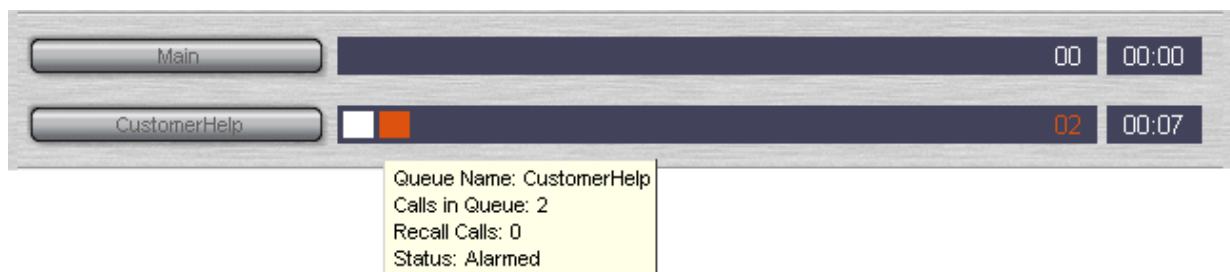 Main 00 00:00
CustomerHelp 02 00:07
Queue Name: CustomerHelp
Calls in Queue: 2
Recall Calls: 0
Status: Alarmed